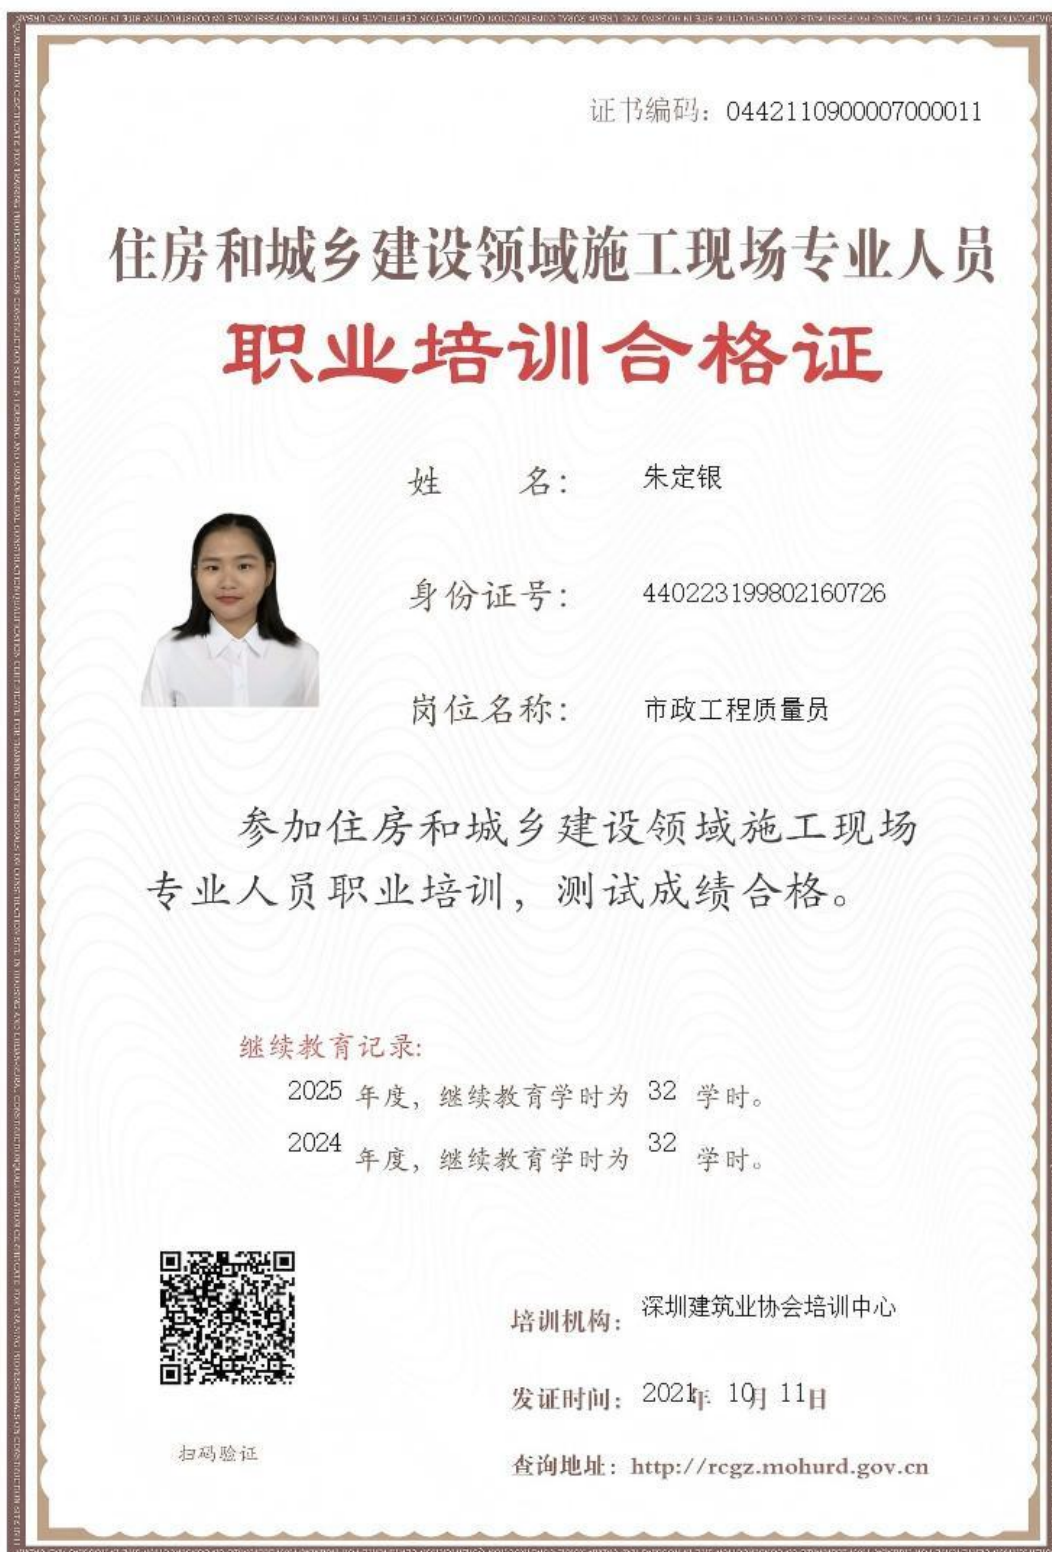 证书编码：0442110900007000011
住房和城乡建设领域施工现场专业人员
职业培训合格证
姓 名： 朱定银
身份证号： 440223199802160726
岗位名称： 市政工程质量员
参加住房和城乡建设领域施工现场
专业人员职业培训，测试成绩合格。
继续教育记录:
2025 年度，继续教育学时为 32 学时。
2024 年度，继续教育学时为 32 学时。
培训机构： 深圳建筑业协会培训中心
发证时间： 2021年 10月 11日
扫码验证
查询地址：http://rcgz.mohurd.gov.cn